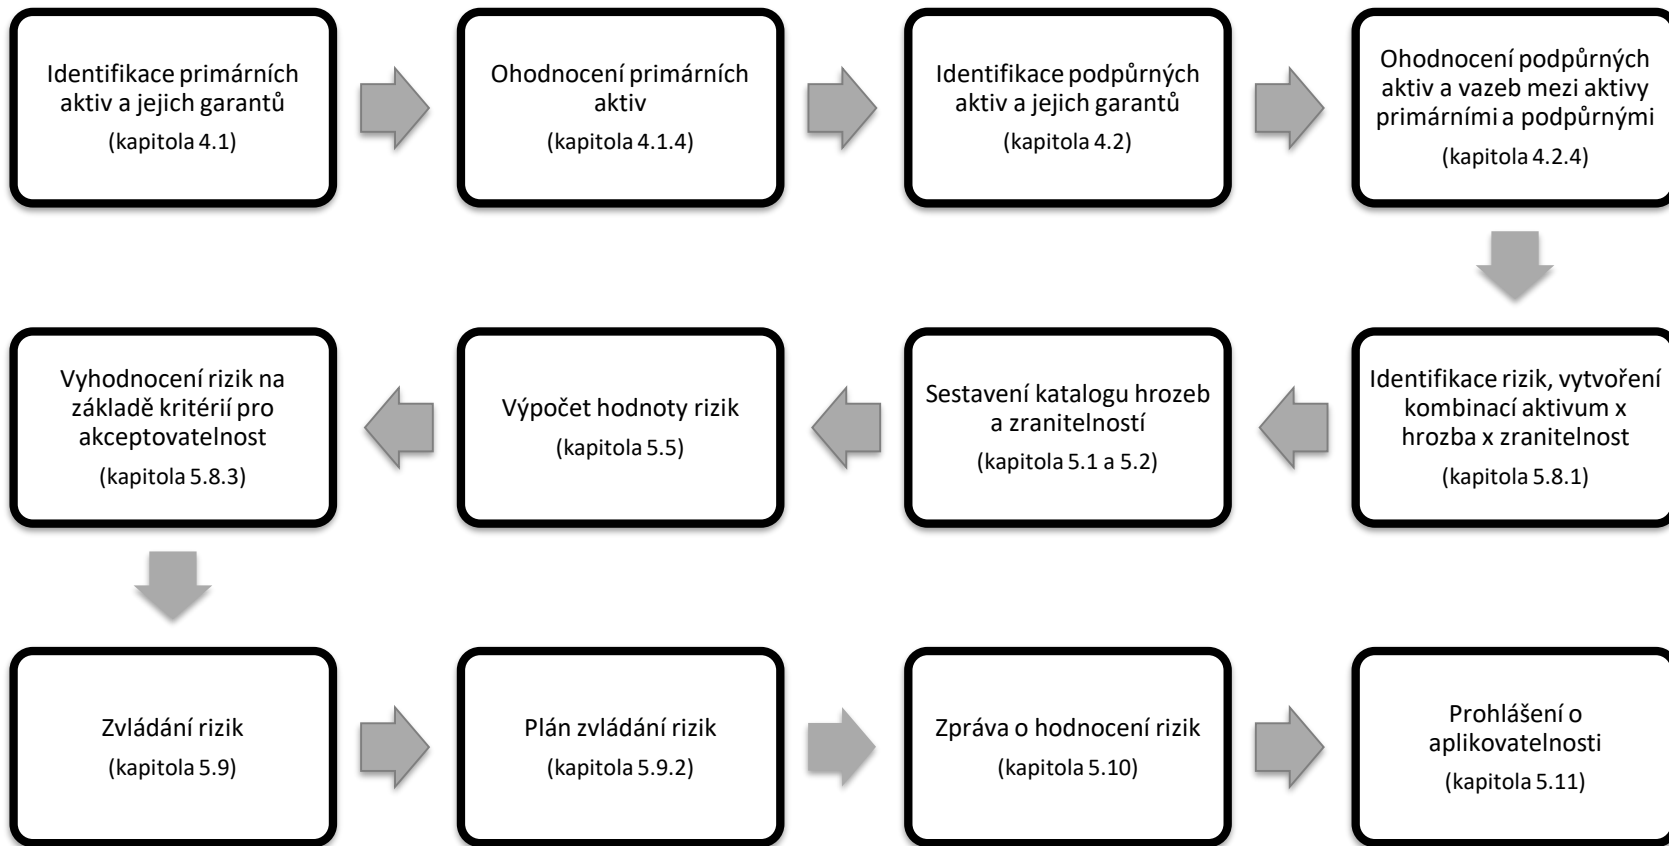 Identifikace primárních
aktiv a jejich garantů
(kapitola 4.1)
Ohodnocení primárních
aktiv
(kapitola 4.1.4)
Identifikace podpůrných
aktiv a jejich garantů
(kapitola 4.2)
Ohodnocení podpůrných
aktiv a vazeb mezi aktivy
primárními a podpůrnými
(kapitola 4.2.4)
Identifikace rizik, vytvoření
kombinací aktivum x
hrozba x zranitelnost
(kapitola 5.8.1)
Sestavení katalogu hrozeb
a zranitelností
(kapitola 5.1 a 5.2)
Výpočet hodnoty rizik
(kapitola 5.5)
Vyhodnocení rizik na
základě kritérií pro
akceptovatelnost
(kapitola 5.8.3)
Zvládání rizik
(kapitola 5.9)
Plán zvládání rizik
(kapitola 5.9.2)
Zpráva o hodnocení rizik
(kapitola 5.10)
Prohlášení o
aplikovatelnosti
(kapitola 5.11)